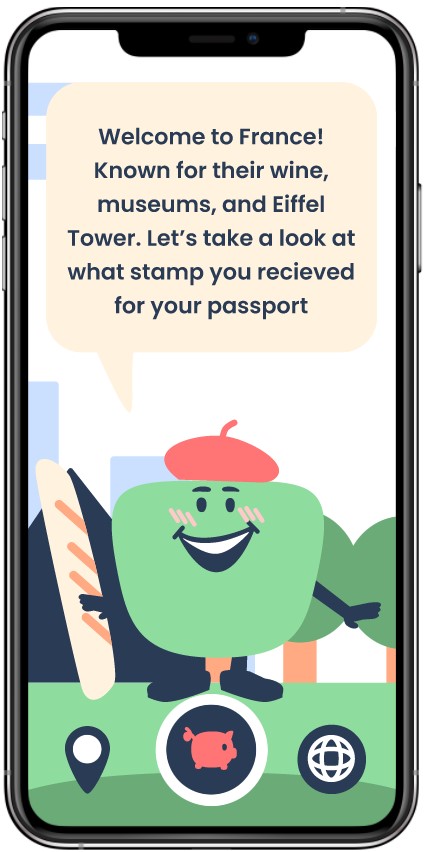 Welcome to France!
Known for their wine,
museums, and Eiffel
Tower. Let’s take a look at
what stamp you recieved
for your passport